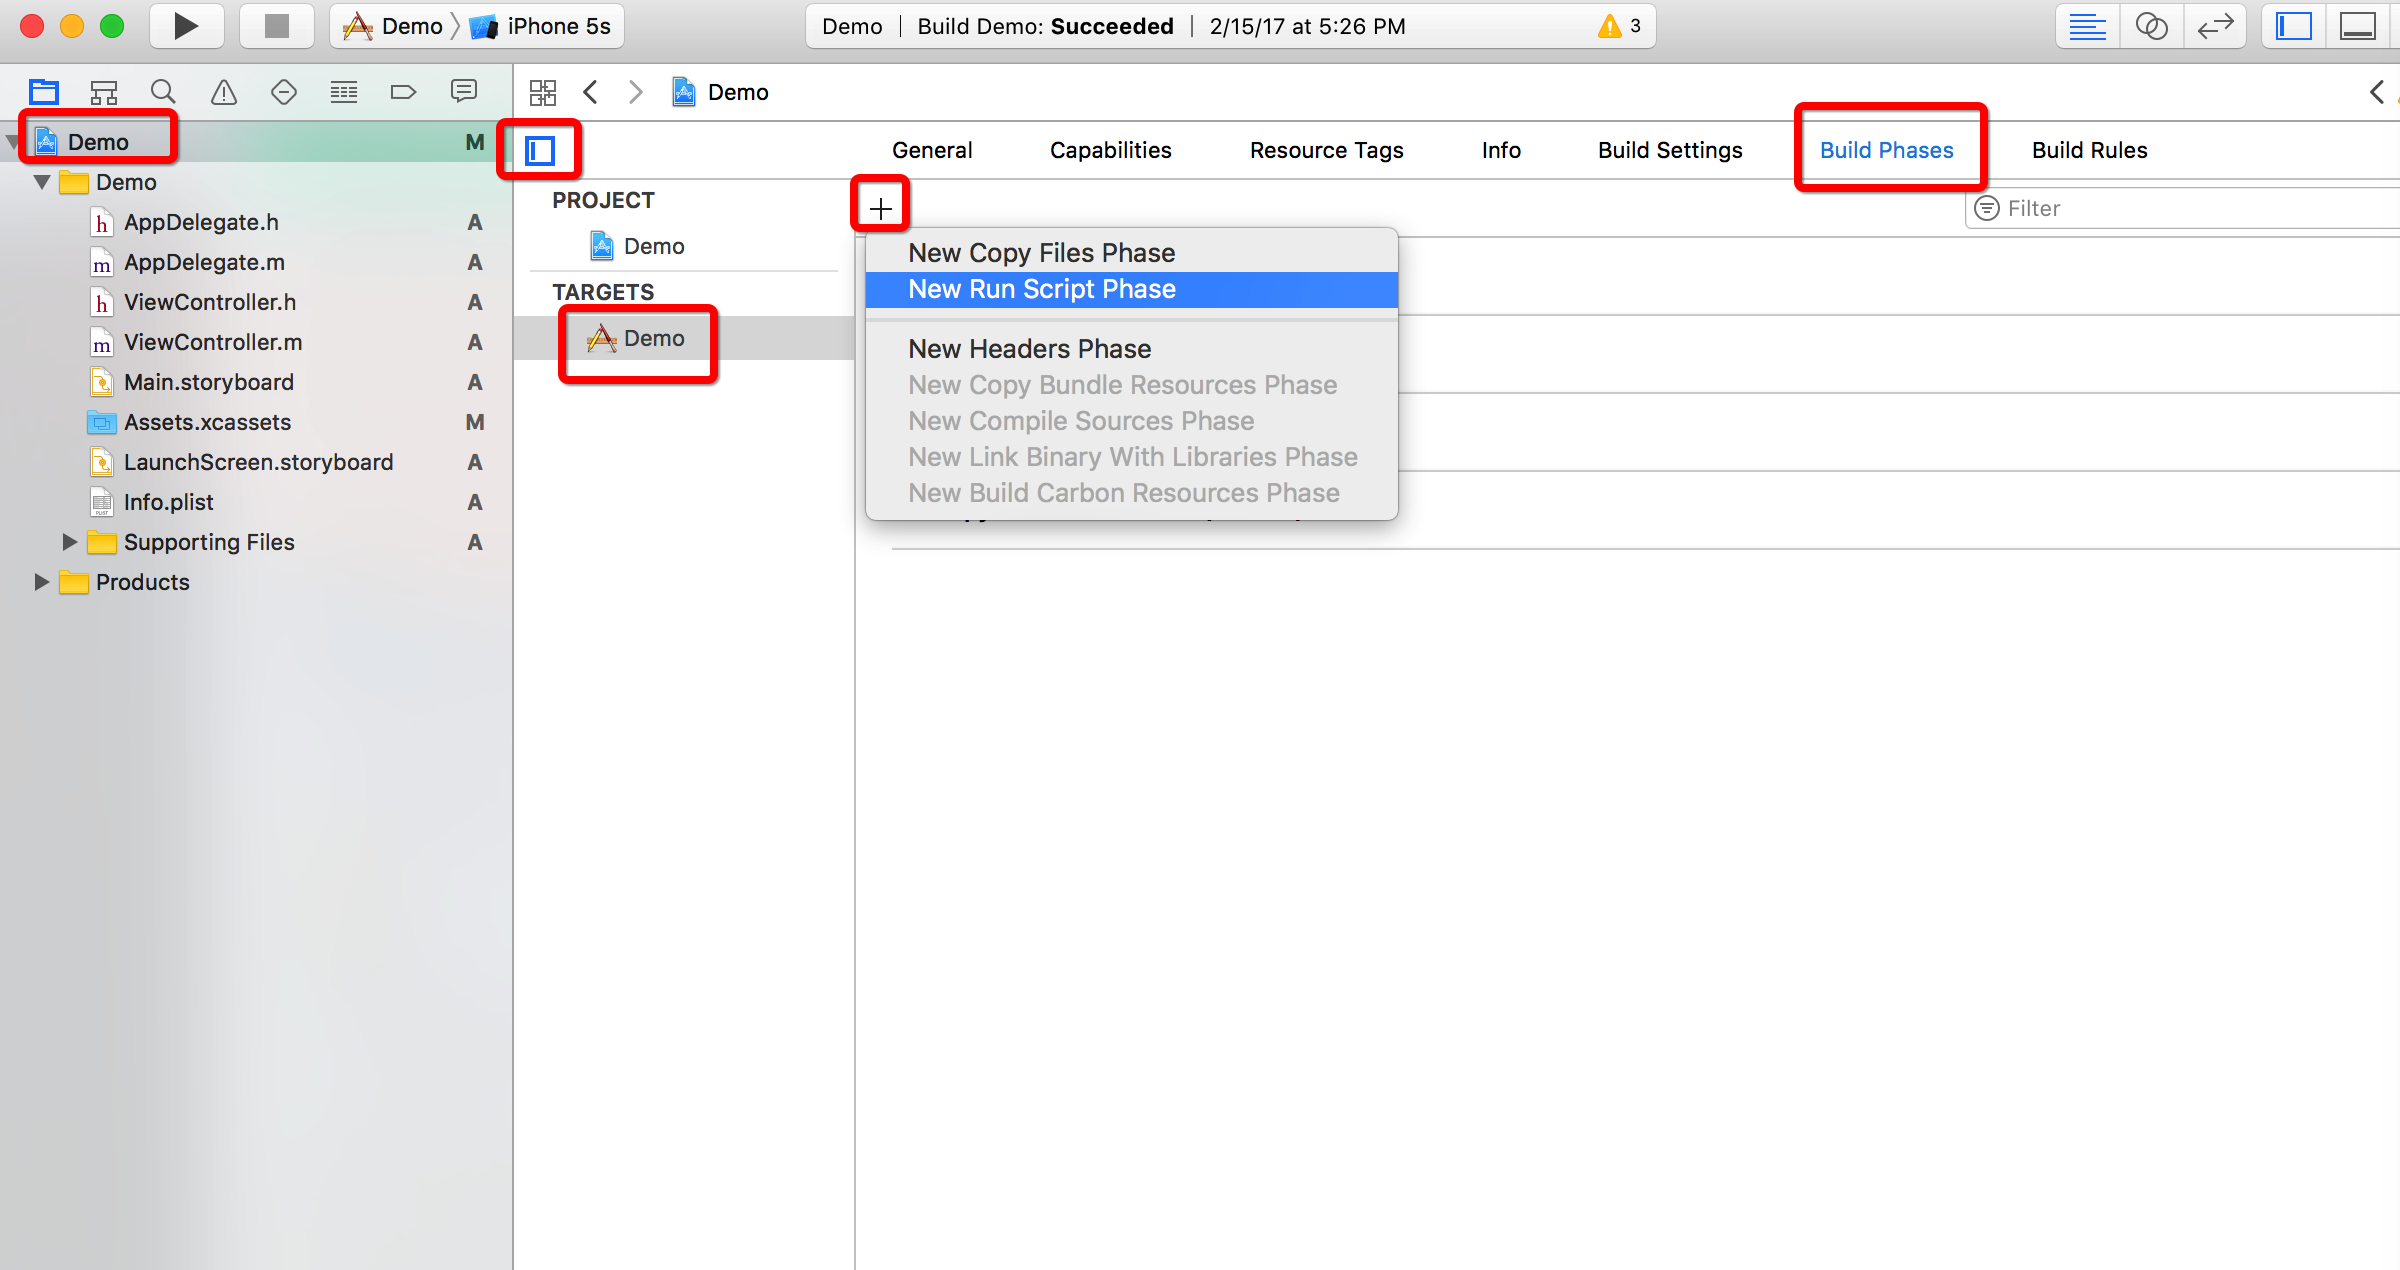 Demo iPhone 5s
Demo | Build Demo: Succeeded | 2/15/17 at 5:26 PM 3
Demo
Demo M
General Capabilities Resource Tags Info Build Settings Build Phases Build Rules
Demo
PROJECT
Filter
AppDelegate.h A
Demo
AppDelegate.m A
TARGETS
ViewController.h A
Demo
ViewController.m A
Main.storyboard A
Assets.xcassets M
LaunchScreen.storyboard A
Info.plist A
Supporting Files A
Products
New Copy Files Phase
New Run Script Phase
New Headers Phase
New Copy Bundle Resources Phase
New Compile Sources Phase
New Link Binary With Libraries Phase
New Build Carbon Resources Phase